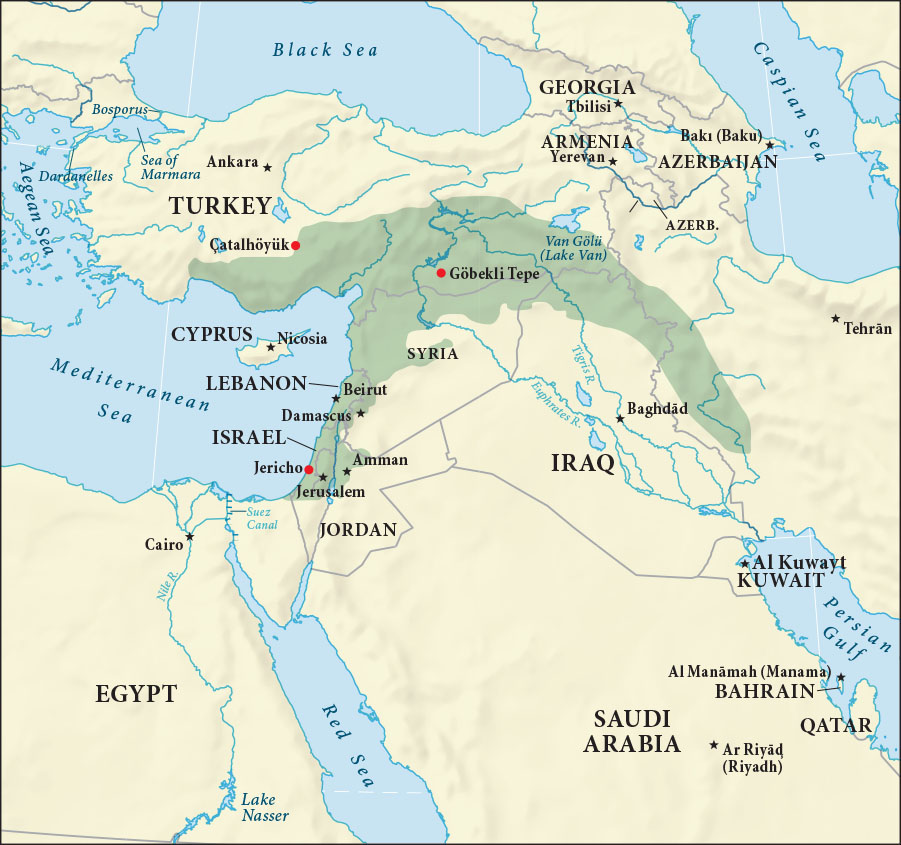 Black Sea
Caspian Sea
GEORGIA
Tbilisi
Bosporus
ARMENIA
Yerevan
Bakı (Baku)
AZERBAIJAN
Ankara
Sea of
Marmara
Dardanelles
Aegean Sea
TURKEY
AZERB.
Çatalhöyük
Van Gölü
(Lake Van)
Göbekli Tepe
CYPRUS
Nicosia
Tehrān
SYRIA
Tigris R.
Mediterranean
Sea
LEBANON
Beirut
Euphrates R.
Damascus
Baghdād
ISRAEL
Jericho
Amman
IRAQ
Jerusalem
Suez
Canal
JORDAN
Cairo
Al Kuwayt
KUWAIT
Nile R.
Persian
Gulf
Al Manāmah (Manama)
BAHRAIN
EGYPT
SAUDI
ARABIA
QATAR
Red Sea
Ar Riyāḍ
(Riyadh)
Lake
Nasser